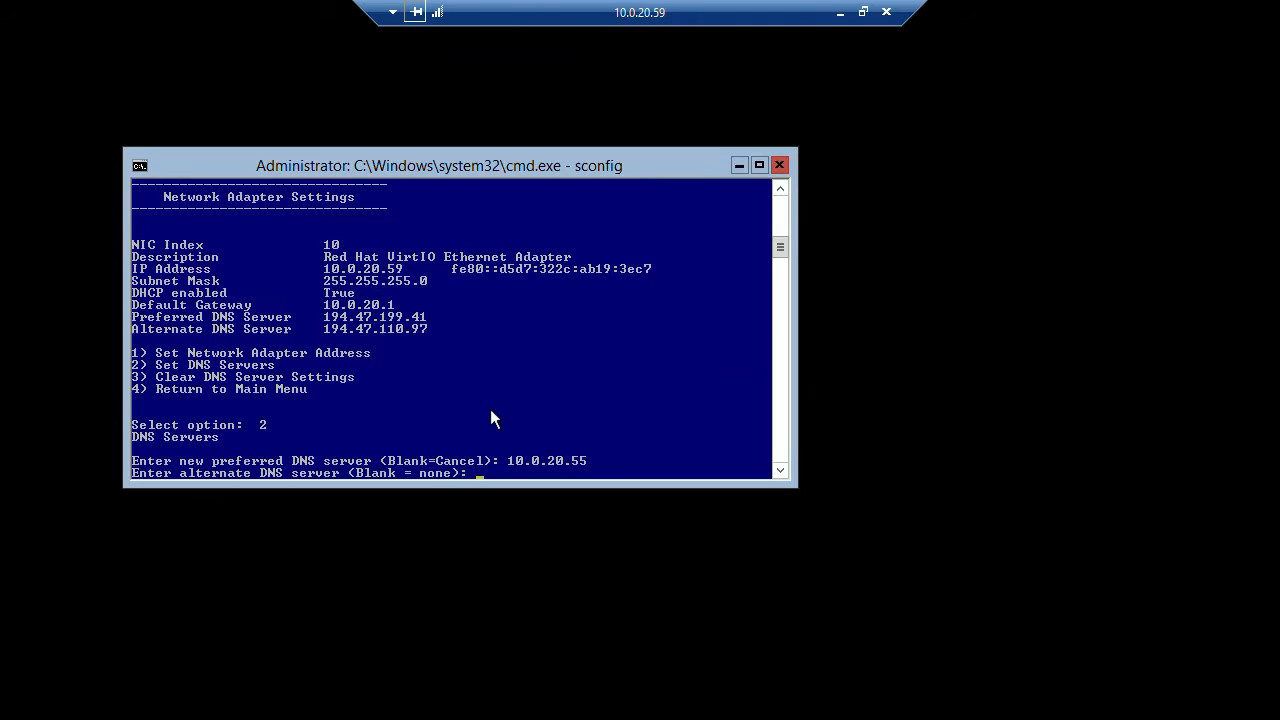 10.0.20.59
Administrator: C:\Windows\system32\cmd.exe - sconfig
--------------------------------
Network Adapter Settings
--------------------------------
NIC Index 10
Description Red Hat VirtIO Ethernet Adapter
IP Address 10.0.20.59 fe80::d5d7:322c:ab19:3ec7
Subnet Mask 255.255.255.0
DHCP enabled True
Default Gateway 10.0.20.1
Preferred DNS Server 194.47.199.41
Alternate DNS Server 194.47.110.97
1) Set Network Adapter Address
2) Set DNS Servers
3) Clear DNS Server Settings
4) Return to Main Menu
Select option: 2
DNS Servers
Enter new preferred DNS server (Blank=Cancel): 10.0.20.55
Enter alternate DNS server (Blank = none):